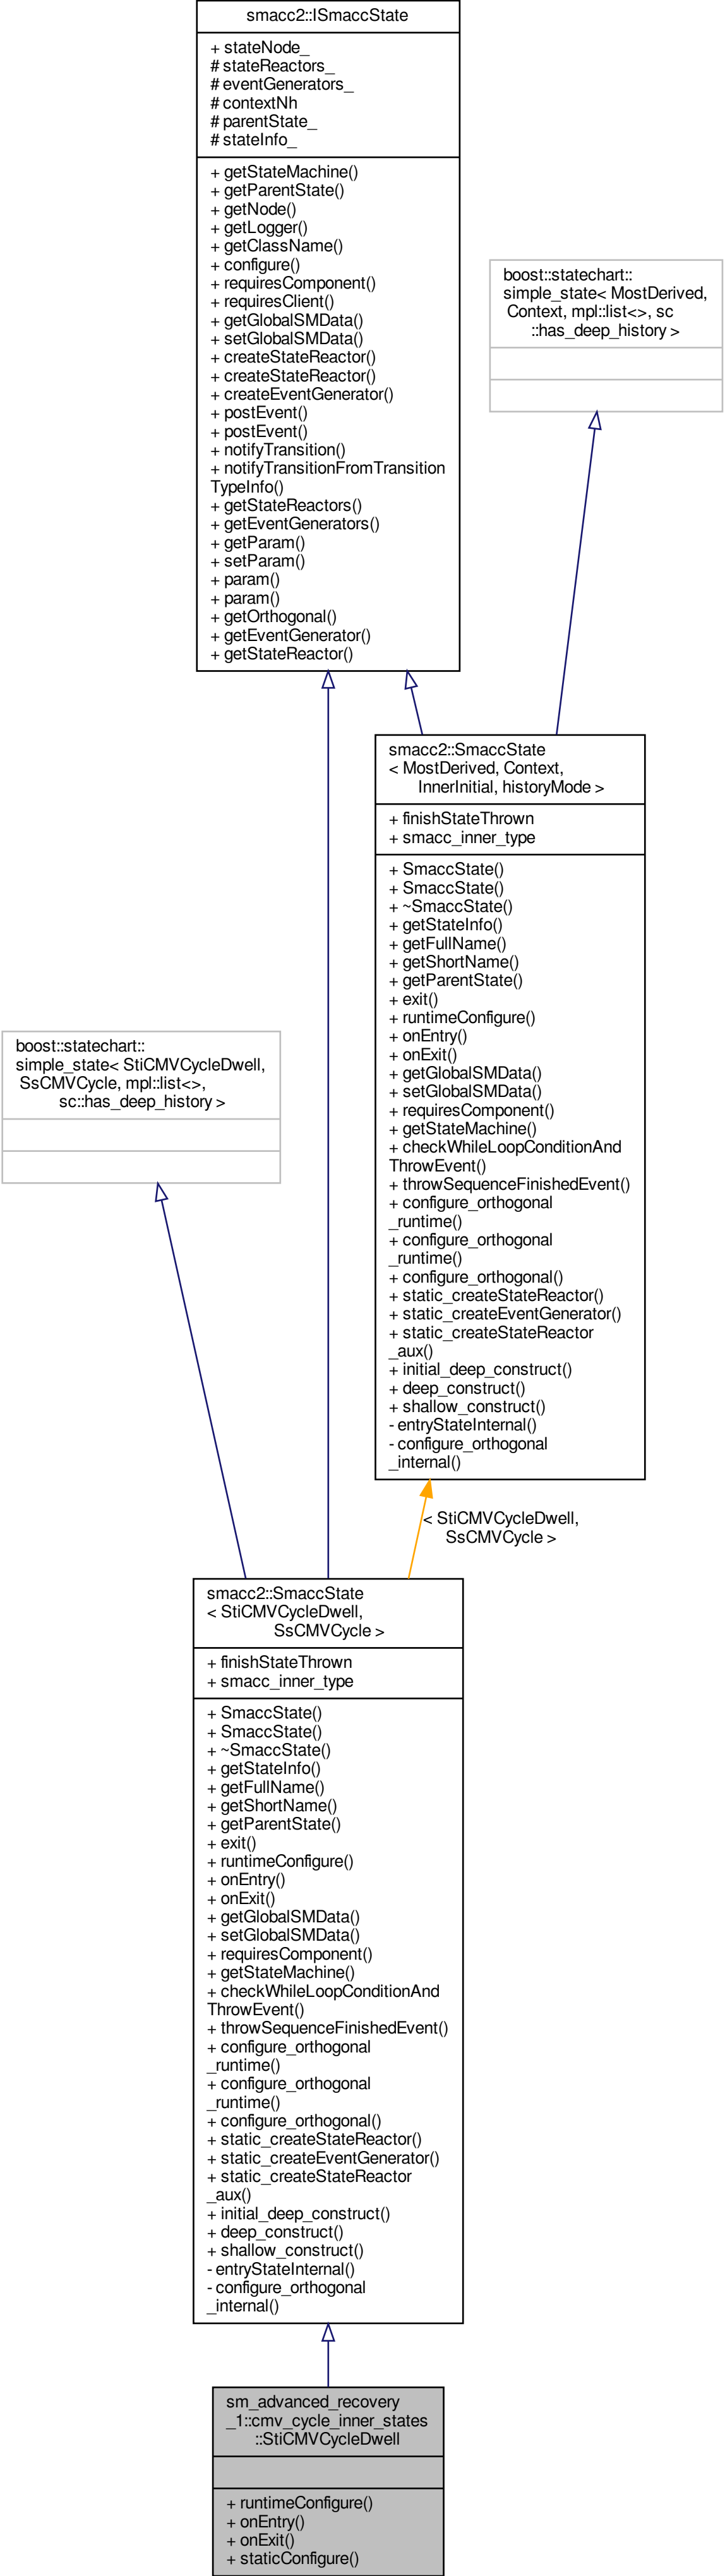 smacc2::ISmaccState
+ stateNode_
# stateReactors_
# eventGenerators_
# contextNh
# parentState_
# stateInfo_
+ getStateMachine()
+ getParentState()
+ getNode()
+ getLogger()
+ getClassName()
+ configure()
+ requiresComponent()
+ requiresClient()
+ getGlobalSMData()
+ setGlobalSMData()
+ createStateReactor()
+ createStateReactor()
+ createEventGenerator()
+ postEvent()
+ postEvent()
+ notifyTransition()
+ notifyTransitionFromTransition
TypeInfo()
+ getStateReactors()
+ getEventGenerators()
+ getParam()
+ setParam()
+ param()
+ param()
+ getOrthogonal()
+ getEventGenerator()
+ getStateReactor()
boost::statechart::
simple_state< MostDerived,
Context, mpl::list<>, sc
::has_deep_history >
smacc2::SmaccState
< MostDerived, Context,
InnerInitial, historyMode >
+ finishStateThrown
+ smacc_inner_type
+ SmaccState()
+ SmaccState()
+ ~SmaccState()
+ getStateInfo()
+ getFullName()
+ getShortName()
+ getParentState()
+ exit()
+ runtimeConfigure()
+ onEntry()
+ onExit()
+ getGlobalSMData()
+ setGlobalSMData()
+ requiresComponent()
+ getStateMachine()
+ checkWhileLoopConditionAnd
ThrowEvent()
+ throwSequenceFinishedEvent()
+ configure_orthogonal
_runtime()
+ configure_orthogonal
_runtime()
+ configure_orthogonal()
+ static_createStateReactor()
+ static_createEventGenerator()
+ static_createStateReactor
_aux()
+ initial_deep_construct()
+ deep_construct()
+ shallow_construct()
- entryStateInternal()
- configure_orthogonal
_internal()
boost::statechart::
simple_state< StiCMVCycleDwell,
SsCMVCycle, mpl::list<>,
sc::has_deep_history >
< StiCMVCycleDwell,
SsCMVCycle >
smacc2::SmaccState
< StiCMVCycleDwell,
SsCMVCycle >
+ finishStateThrown
+ smacc_inner_type
+ SmaccState()
+ SmaccState()
+ ~SmaccState()
+ getStateInfo()
+ getFullName()
+ getShortName()
+ getParentState()
+ exit()
+ runtimeConfigure()
+ onEntry()
+ onExit()
+ getGlobalSMData()
+ setGlobalSMData()
+ requiresComponent()
+ getStateMachine()
+ checkWhileLoopConditionAnd
ThrowEvent()
+ throwSequenceFinishedEvent()
+ configure_orthogonal
_runtime()
+ configure_orthogonal
_runtime()
+ configure_orthogonal()
+ static_createStateReactor()
+ static_createEventGenerator()
+ static_createStateReactor
_aux()
+ initial_deep_construct()
+ deep_construct()
+ shallow_construct()
- entryStateInternal()
- configure_orthogonal
_internal()
sm_advanced_recovery
_1::cmv_cycle_inner_states
::StiCMVCycleDwell
+ runtimeConfigure()
+ onEntry()
+ onExit()
+ staticConfigure()